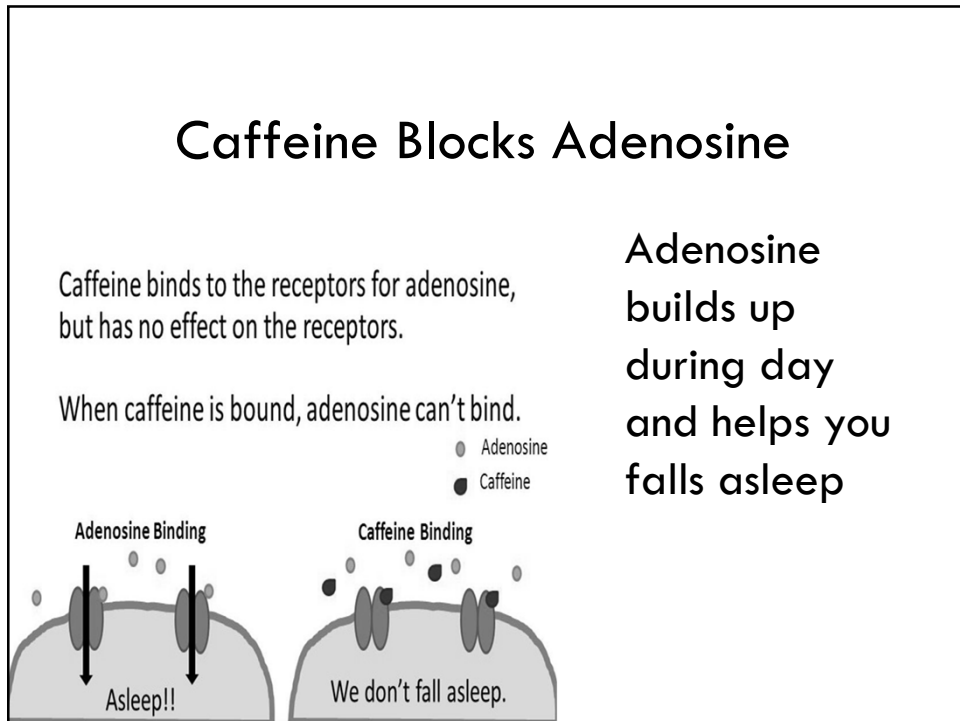 Caffeine Blocks Adenosine
Caffeine binds to the receptors for adenosine,
but has no effect on the receptors.
When caffeine is bound, adenosine can't bind.
Adenosine
Caffeine
Adenosine Binding
Caffeine Binding
Asleep!!
We don't fall asleep.
Adenosine
builds up
during day
and helps you
falls asleep